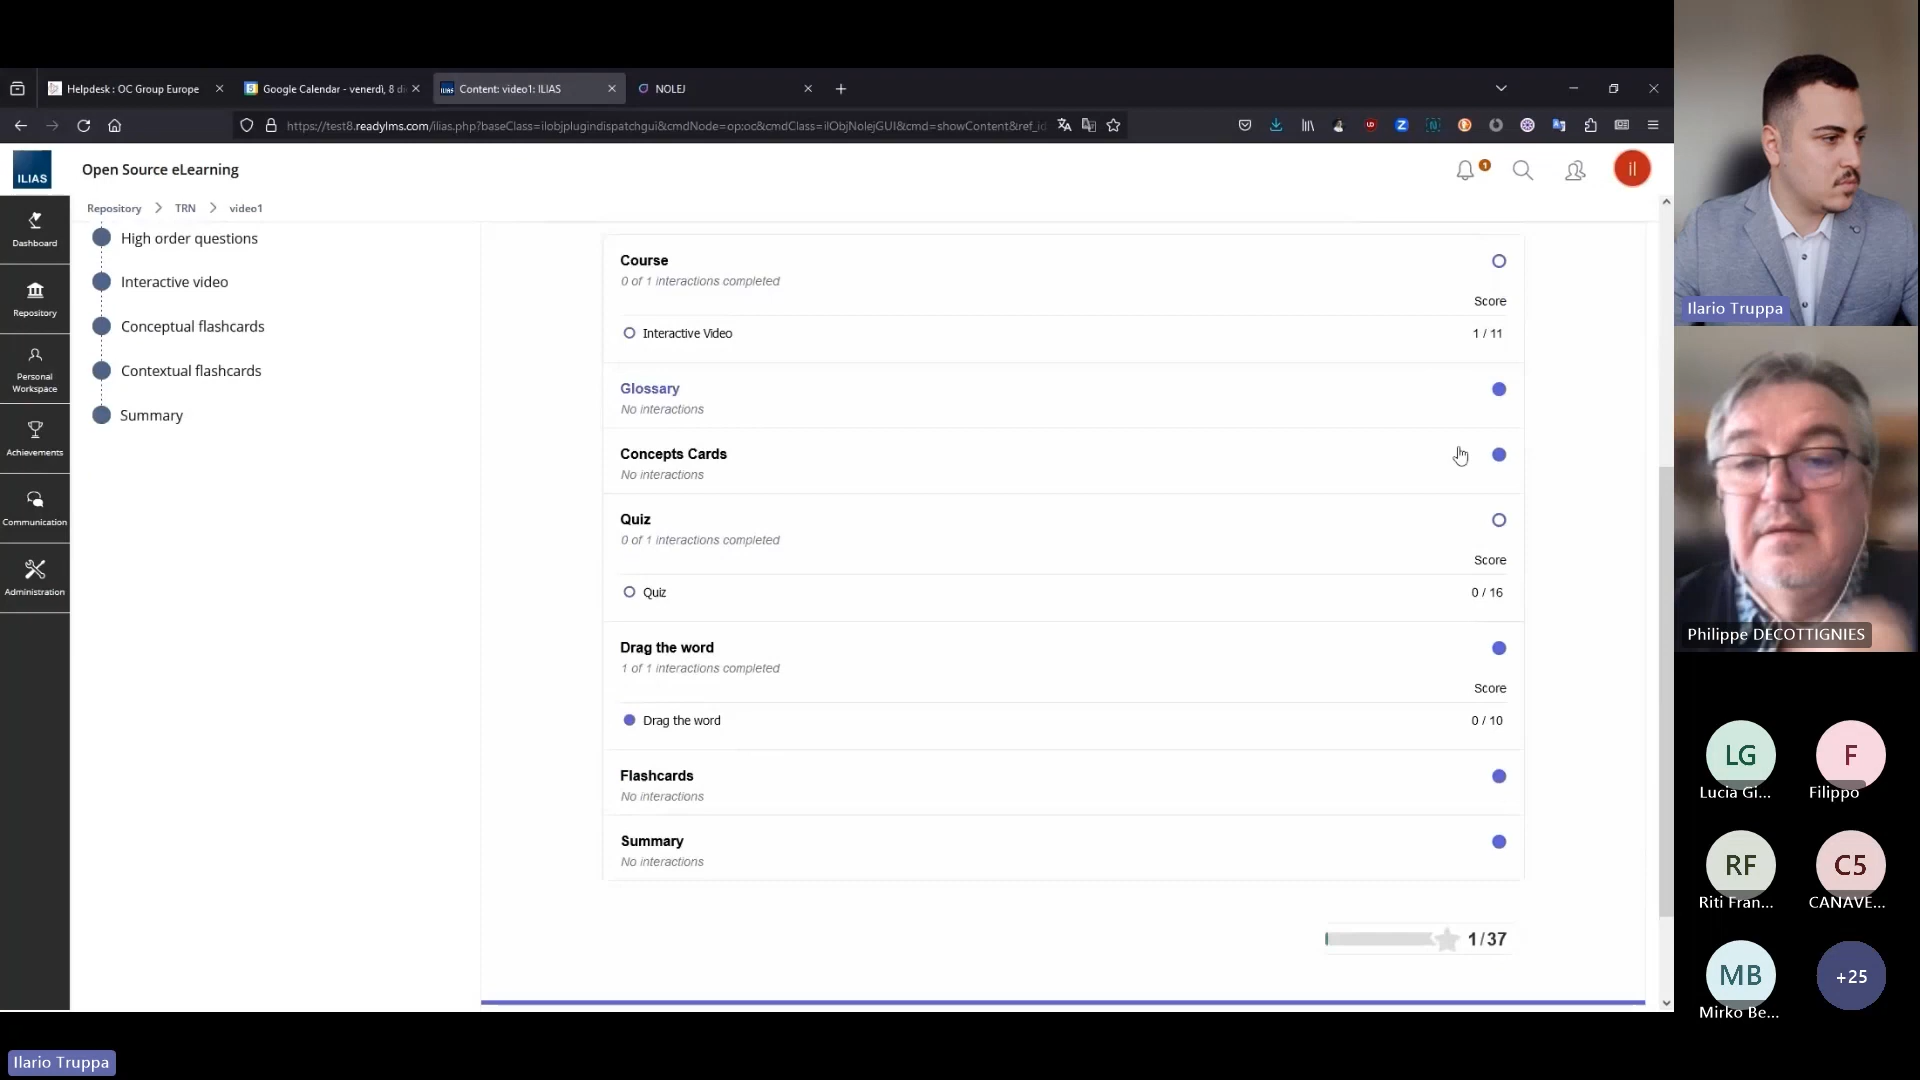 Helpedsk : OC Group Europe
Google Calendar - venerdì, 8 d
Content: video1: ILIAS
NOLEJ
https://test8.readylms.com/ilias.php?baseClass=ilobjplugindispatchgui&cmdNode=op:oc&cmdClass=ilObjNolejGUI&cmd=showContent&ref_id
ILIAS
Open Source eLearning
1
il
Repository
TRN
video1
Dashboard
Repository
Personal
Workspace
Achievements
Communication
Administration
High order questions
Interactive video
Conceptual flashcards
Contextual flashcards
Summary
Course
0 of 1 interactions completed
Score
Interactive Video 1 / 11
Glossary
No interactions
Concepts Cards
No interactions
Quiz
0 of 1 interactions completed
Score
Quiz 0 / 16
Drag the word
1 of 1 interactions completed
Score
Drag the word 0 / 10
Flashcards
No interactions
Summary
No interactions
1/37
Ilario Truppa
Philippe DECOTTIGNIES
LG
Lucia Gi...
F
Filippo
RF
Riti Fran...
C5
CANAVE...
MB
Mirko Be...
+25
Ilario Truppa